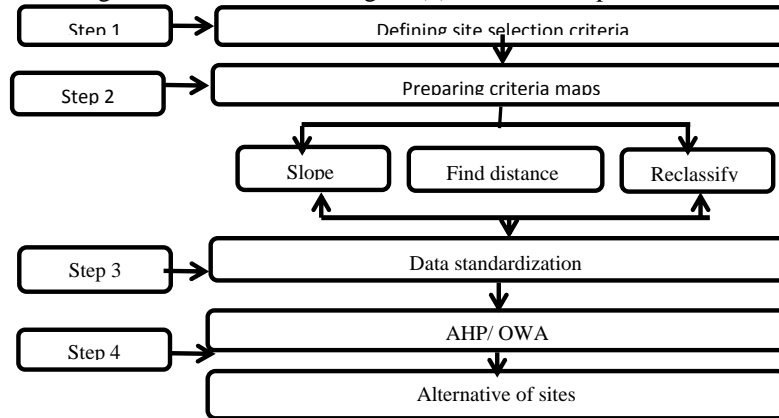 Step 1
Defining site selection criteria
Step 2
Preparing criteria maps
Slope
Find distance
Reclassify
Step 3
Data standardization
AHP/ OWA
Step 4
Alternative of sites